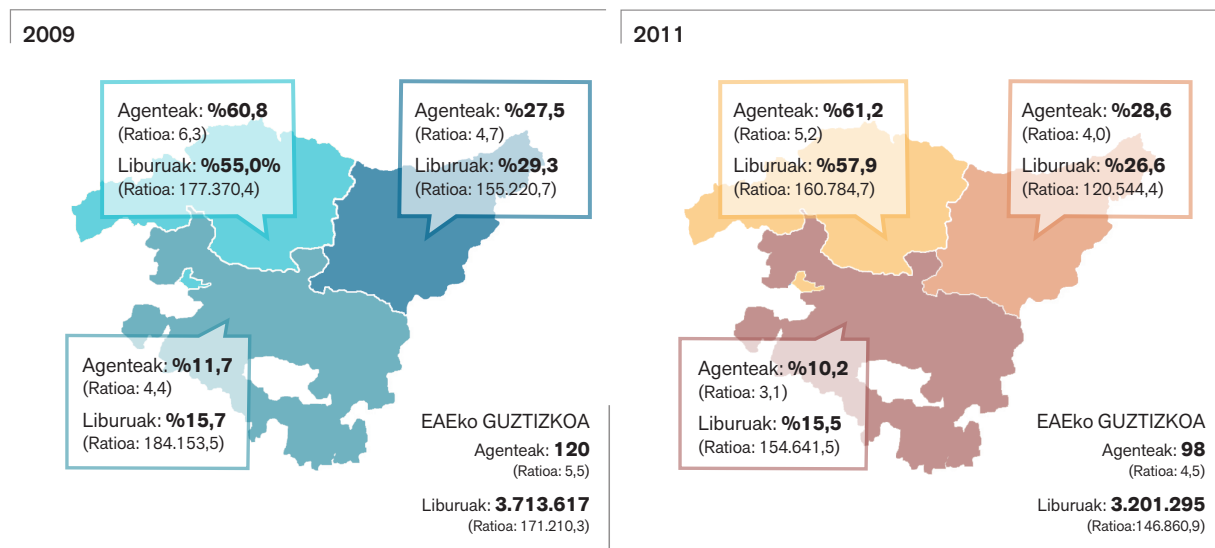 2009
Agenteak: %60,8
(Ratioa: 6,3)
Liburuak: %55,0%
(Ratioa: 177.370,4)
Agenteak: %27,5
(Ratioa: 4,7)
Liburuak: %29,3
(Ratioa: 155.220,7)
Agenteak: %11,7
(Ratioa: 4,4)
Liburuak: %15,7
(Ratioa: 184.153,5)
EAEko GUZTIZKOA
Agenteak: 120
(Ratioa: 5,5)
Liburuak: 3.713.617
(Ratioa: 171.210,3)
2011
Agenteak: %61,2
(Ratioa: 5,2)
Liburuak: %57,9
(Ratioa: 160.784,7)
Agenteak: %28,6
(Ratioa: 4,0)
Liburuak: %26,6
(Ratioa: 120.544,4)
Agenteak: %10,2
(Ratioa: 3,1)
Liburuak: %15,5
(Ratioa: 154.641,5)
EAEko GUZTIZKOA
Agenteak: 98
(Ratioa: 4,5)
Liburuak: 3.201.295
(Ratioa:146.860,9)